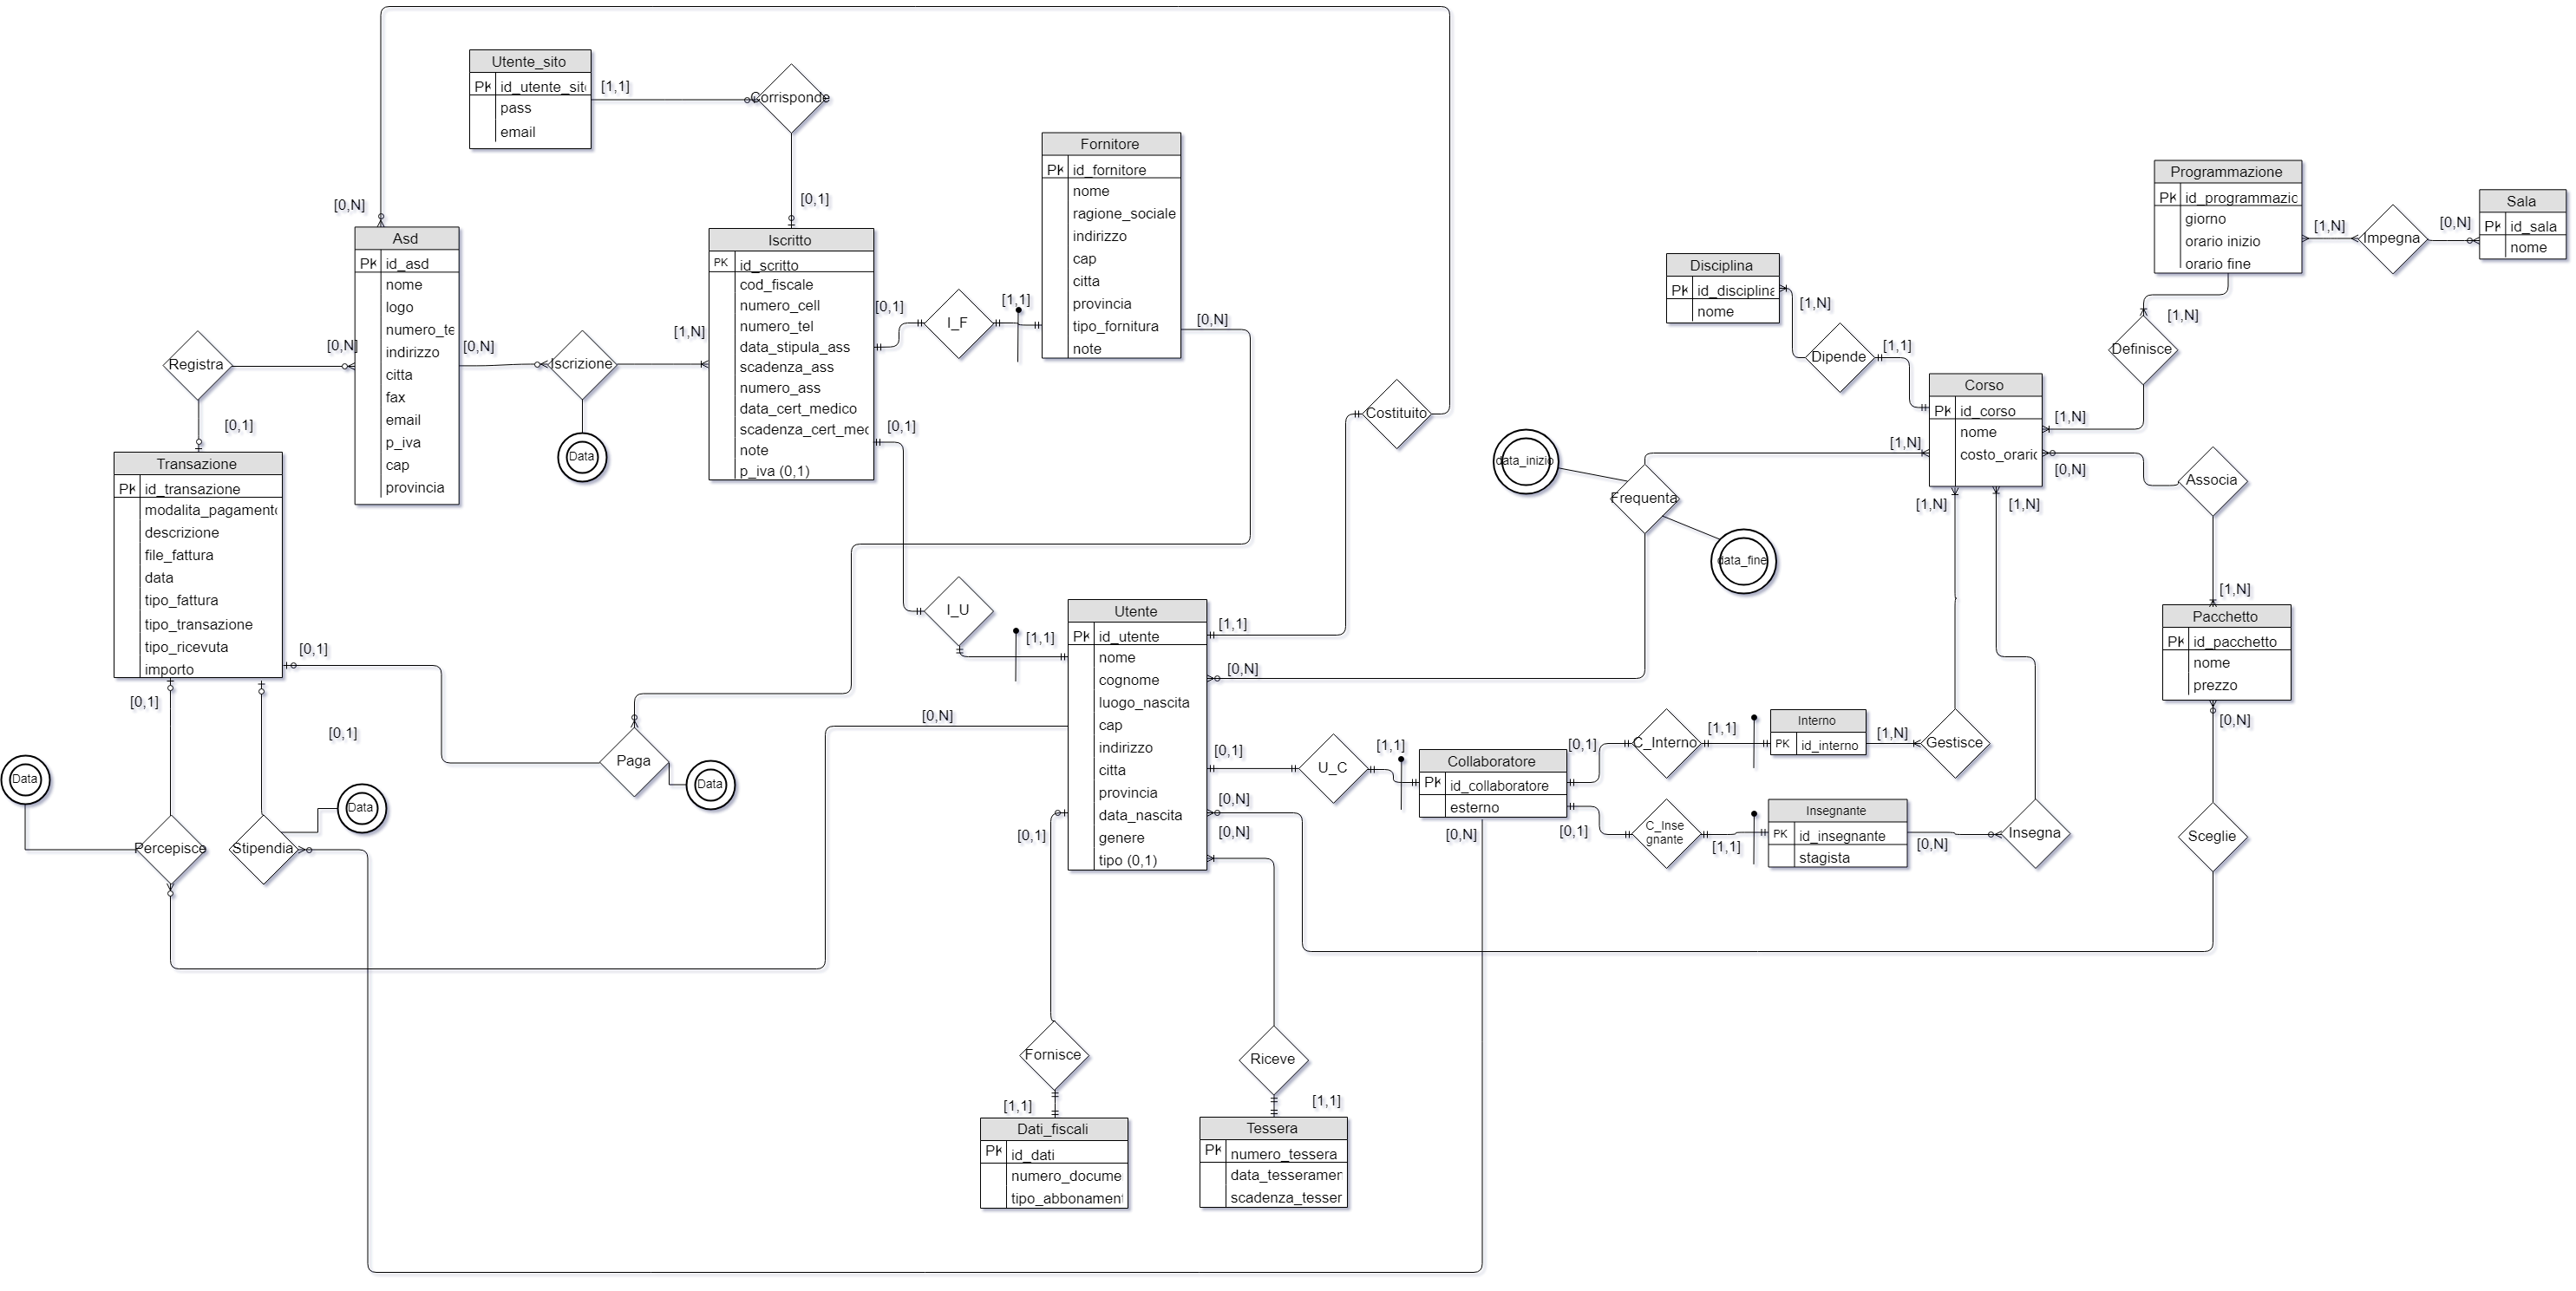 Utente_sito
PK id_utente_sit
pass
email
[1,1]
Corrisponde
[0,1]
[0,N]
Asd
PK id_asd
nome
logo
numero_te
indirizzo
citta
fax
email
p_iva
cap
provincia
[0,N]
[0,N]
Registra
[0,1]
Iscrizione
Data
[1,N]
Iscritto
PK id_scritto
cod_fiscale
numero_cell
numero_tel
data_stipula_ass
scadenza_ass
numero_ass
data_cert_medico
scadenza_cert_med
note
p_iva (0,1)
[0,1]
I_F
[1,1]
[0,1]
Fornitore
PK id_fornitore
nome
ragione_sociale
indirizzo
cap
citta
provincia
tipo_fornitura
note
[0,N]
Costituito
Transazione
PK id_transazione
modalita_pagament
descrizione
file_fattura
data
tipo_fattura
tipo_transazione
tipo_ricevuta
importo
[0,1]
[0,1]
[0,1]
Data
Percepisce
Stipendia
Data
Paga
Data
I_U
[1,1]
[0,N]
Utente
PK id_utente
nome
cognome
luogo_nascita
cap
indirizzo
citta
provincia
data_nascita
genere
tipo (0,1)
[1,1]
[0,N]
[0,1]
[0,N]
[0,N]
[0,1]
U_C
[1,1]
Collaboratore
PK id_collaboratore
esterno
[0,N]
[0,1]
[0,1]
C_Interno
[1,1]
C_Inse
gnante
[1,1]
Interno
PK id_interno
[1,N]
Gestisce
Insegnante
PK id_insegnante
stagista
[0,N]
Insegna
Fornisce
[1,1]
Dati_fiscali
PK id_dati
numero_docume
tipo_abbonamen
Riceve
[1,1]
Tessera
PK numero_tessera
data_tesseramer
scadenza_tesser
data_inizio
Frequenta
data_fine
Disciplina
PK id_disciplina
nome
[1,N]
Dipende
[1,1]
Corso
PK id_corso
nome
costo_orario
[1,N]
[1,N]
[0,N]
[1,N]
[1,N]
Programmazione
PK id_programmazio
giorno
orario inizio
orario fine
[1,N]
Impegna
[0,N]
Sala
PK id_sala
nome
[1,N]
Definisce
Associa
[1,N]
Pacchetto
PK id_pacchetto
nome
prezzo
[0,N]
Sceglie